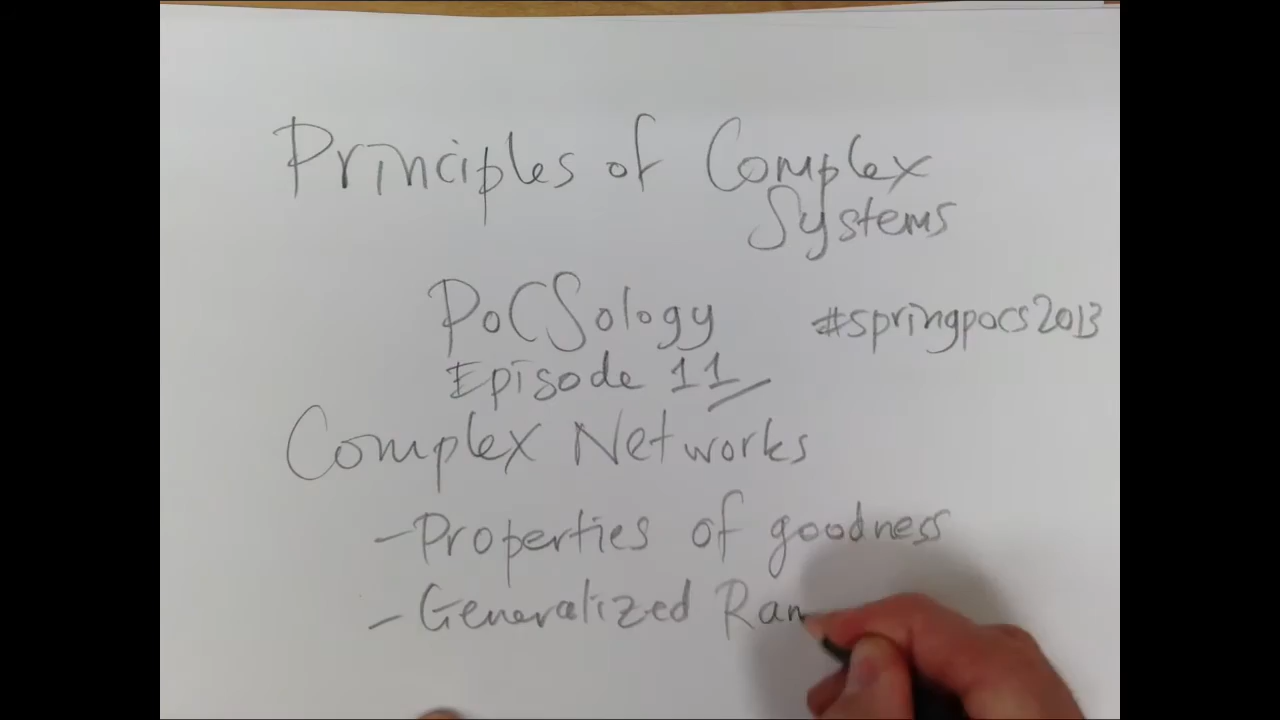 Principles of Complex
Systems
PoCSology #springpocs2013
Episode 11
Complex Networks
- Properties of goodness
- Generalized Ran